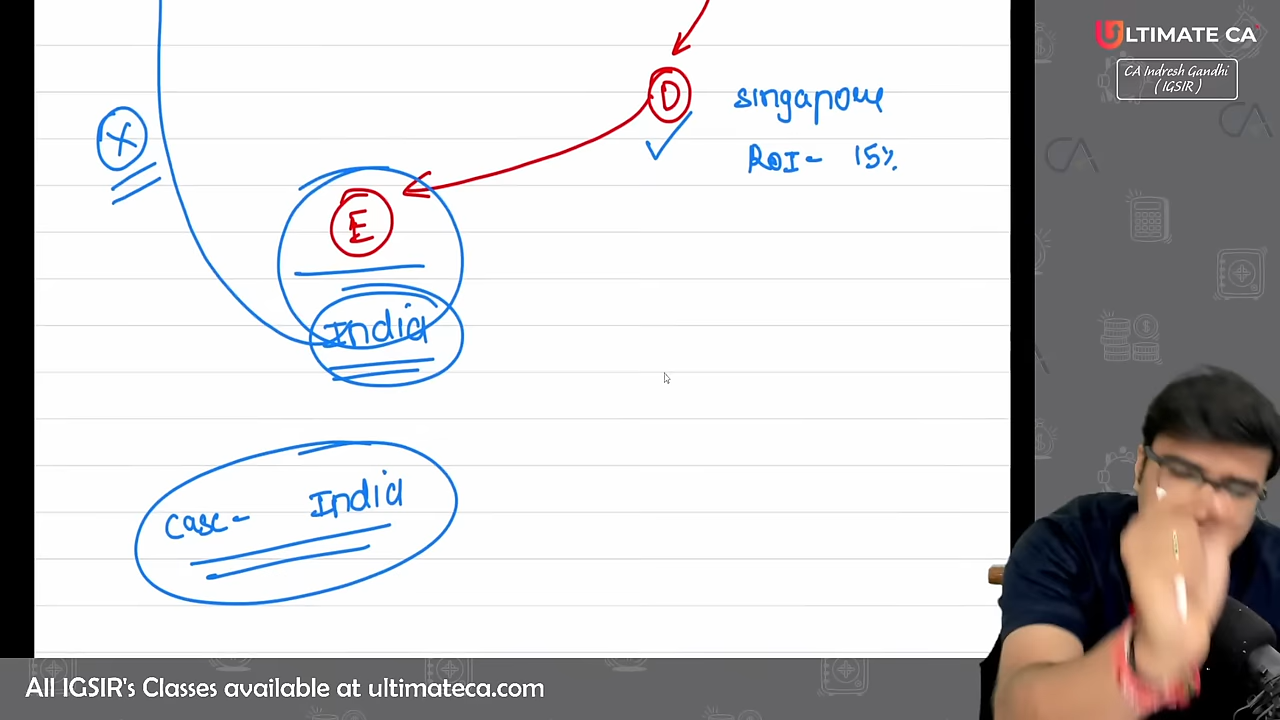 ULTIMATE CA
CA Indresh Gandhi
( IGSIR )
D
singapore
ROI - 15%
X
E
India
Case - India
All IGSIR's Classes available at ultimateca.com